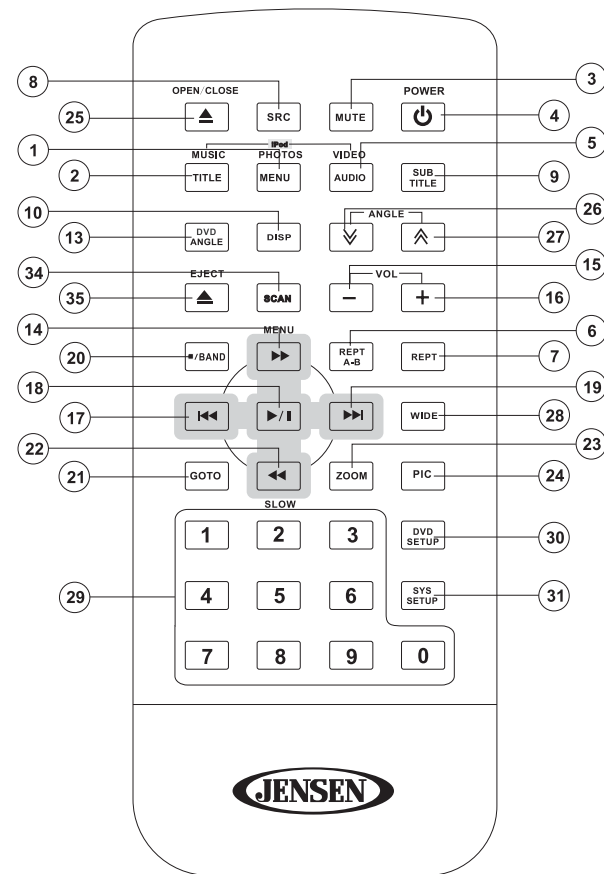 OPEN/CLOSE POWER
8 3
SRC MUTE
25 4
iPod
1 MUSIC PHOTOS VIDEO 5
2 TITLE MENU AUDIO SUB TITLE 9
10 ANGLE 26
13 DVD ANGLE DISP 27
34 EJECT VOL 15
35 SCAN − + 16
14 MENU 6
20 ■/BAND ▶▶ REPT A-B REPT 7
18 19
17 |◀◀ ▶/❙❙ ▶▶| WIDE 28
22 23
21 GOTO ◀◀ ZOOM PIC 24
SLOW
1 2 3 DVD SETUP 30
29 4 5 6 SYS SETUP 31
7 8 9 0
JENSEN